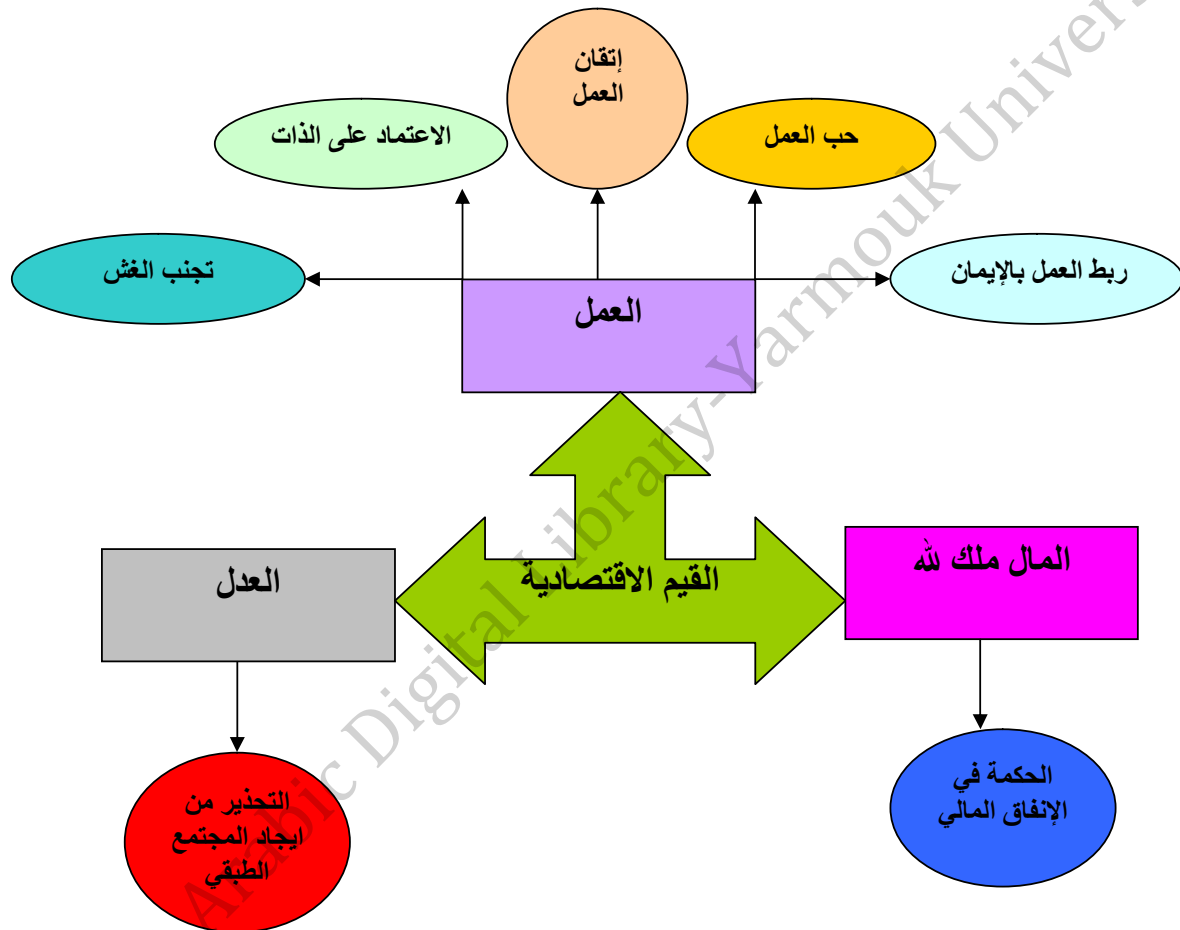 إتقان
العمل
حب العمل
الاعتماد على الذات
ربط العمل بالإيمان
تجنب الغش
العمل
المال ملك لله
القيم الاقتصادية
العدل
الحكمة في
الإنفاق المالي
التحذير من
ايجاد المجتمع
الطبقي
Arabic Digital Library-Yarmouk Univers